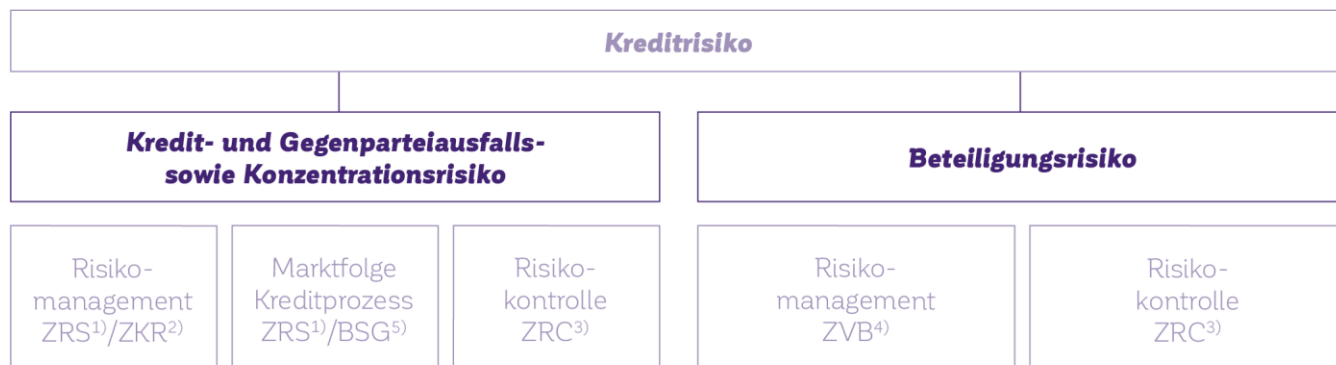 Kreditrisiko
Kredit- und Gegenparteiausfalls-
sowie Konzentrationsrisiko
Beteiligungsrisiko
Risiko-
management
ZRS¹⁾/ZKR²⁾
Marktfolge
Kreditprozess
ZRS¹⁾/BSG⁵⁾
Risiko-
kontrolle
ZRC³⁾
Risiko-
management
ZVB⁴⁾
Risiko-
kontrolle
ZRC³⁾